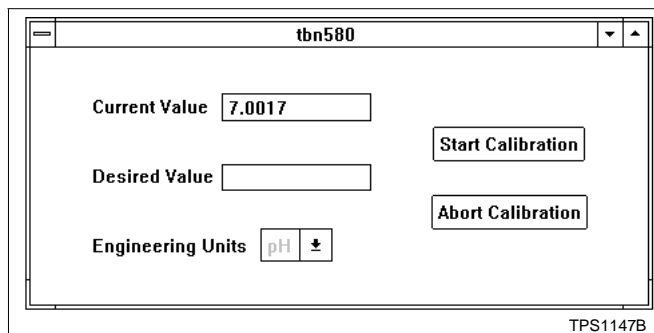 tbn580
Current Value 7.0017
Start Calibration
Desired Value
Abort Calibration
Engineering Units pH
TPS1147B